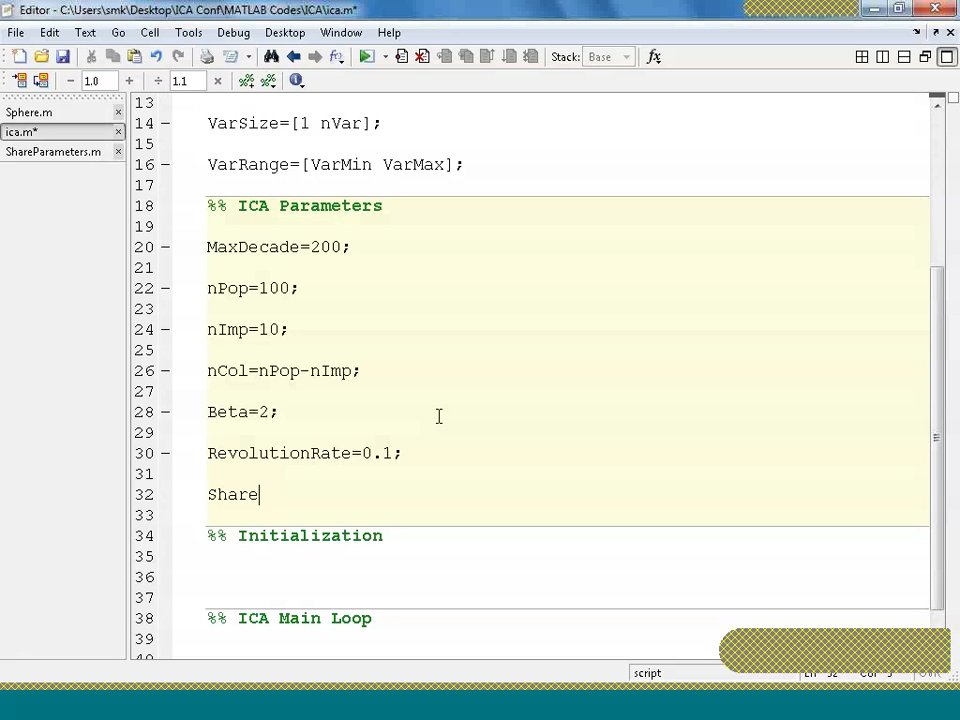 Editor - C:\Users\smk\Desktop\ICA Conf\MATLAB Codes\ICA\ica.m*
File Edit Text Go Cell Tools Debug Desktop Window Help
Stack: Base
1.0
1.1
Sphere.m
ica.m*
ShareParameters.m
13
14 VarSize=[1 nVar];
15
16 VarRange=[VarMin VarMax];
17
18 %% ICA Parameters
19
20 MaxDecade=200;
21
22 nPop=100;
23
24 nImp=10;
25
26 nCol=nPop-nImp;
27
28 Beta=2;
29
30 RevolutionRate=0.1;
31
32 Share
33
34 %% Initialization
35
36
37
38 %% ICA Main Loop
39
script